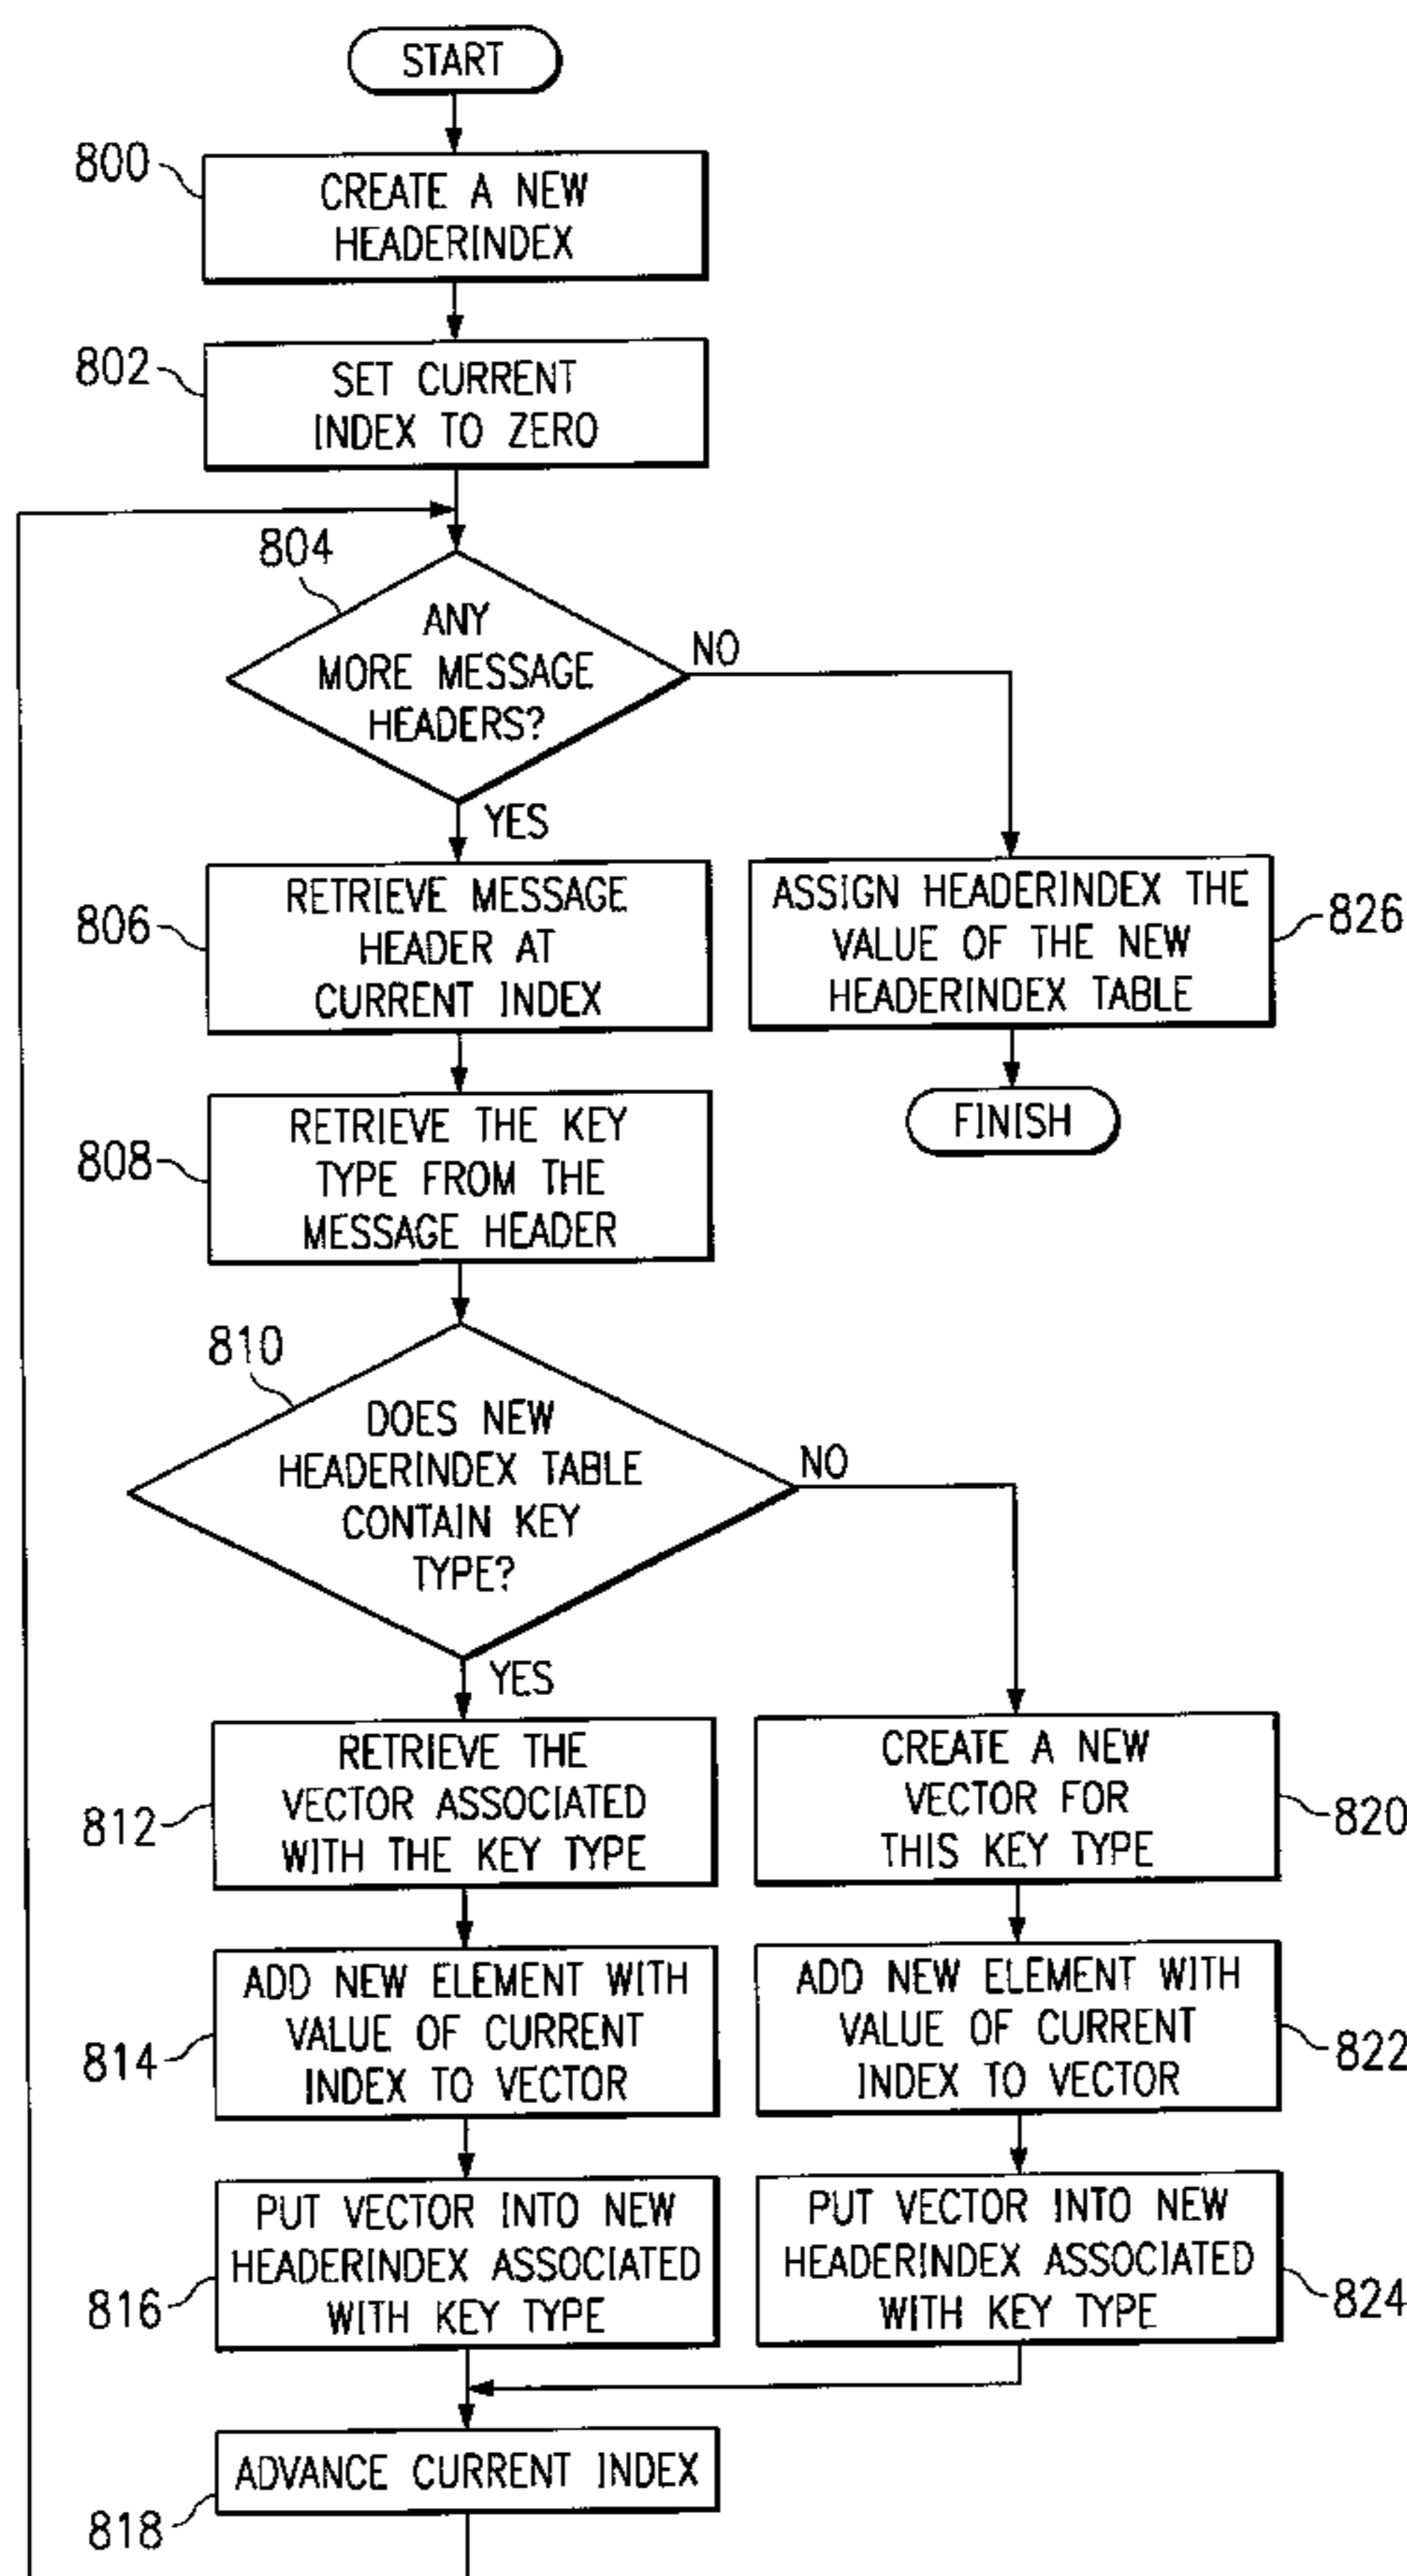 START
800
CREATE A NEW
HEADERINDEX
802
SET CURRENT
INDEX TO ZERO
804
ANY
MORE MESSAGE
HEADERS?
NO
YES
806
RETRIEVE MESSAGE
HEADER AT
CURRENT INDEX
ASSIGN HEADERINDEX THE
VALUE OF THE NEW
HEADERINDEX TABLE
826
FINISH
808
RETRIEVE THE KEY
TYPE FROM THE
MESSAGE HEADER
810
DOES NEW
HEADERINDEX TABLE
CONTAIN KEY
TYPE?
NO
YES
812
RETRIEVE THE
VECTOR ASSOCIATED
WITH THE KEY TYPE
CREATE A NEW
VECTOR FOR
THIS KEY TYPE
820
814
ADD NEW ELEMENT WITH
VALUE OF CURRENT
INDEX TO VECTOR
ADD NEW ELEMENT WITH
VALUE OF CURRENT
INDEX TO VECTOR
822
816
PUT VECTOR INTO NEW
HEADERINDEX ASSOCIATED
WITH KEY TYPE
PUT VECTOR INTO NEW
HEADERINDEX ASSOCIATED
WITH KEY TYPE
824
ADVANCE CURRENT INDEX
818